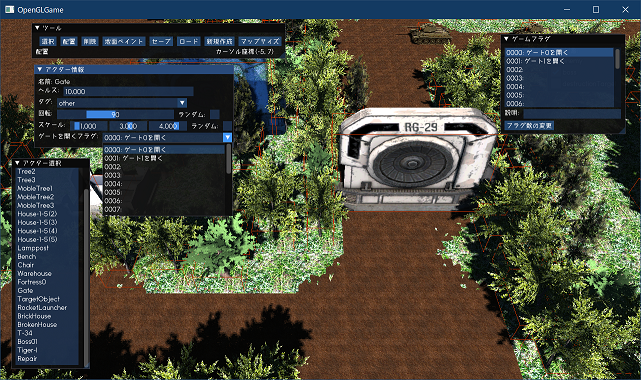 OpenGLGame
▼ ツール
選択 配置 削除 地面ペイント セーブ ロード 新規作成 マップサイズ
配置 カーソル座標(-5, 7)
▼ アクター情報
名前: Gate
ヘルス: 10,000
タグ: other
回転: 90 ランダム:
スケール: 1,000 3,000 4,000 ランダム:
ゲートを開くフラグ 0000: ゲート0を開く
0000: ゲート0を開く
0001: ゲート1を開く
0002:
0003:
0004:
0005:
0006:
0007:
▼ アクター選択
Tree2
Tree3
MobleTree1
MobleTree2
MobleTree3
House-1-5(2)
House-1-5(3)
House-1-5(4)
House-1-5(5)
Lamppost
Bench
Chair
Warehouse
Fortress0
Gate
TargetObject
RocketLauncher
BrickHouse
BrokenHouse
T-34
Boss01
Tiger-I
Repair
▼ ゲームフラグ
0000: ゲート0を開く
0001: ゲート1を開く
0002:
0003:
0004:
0005:
0006:
説明:
フラグ数の変更
RG-29